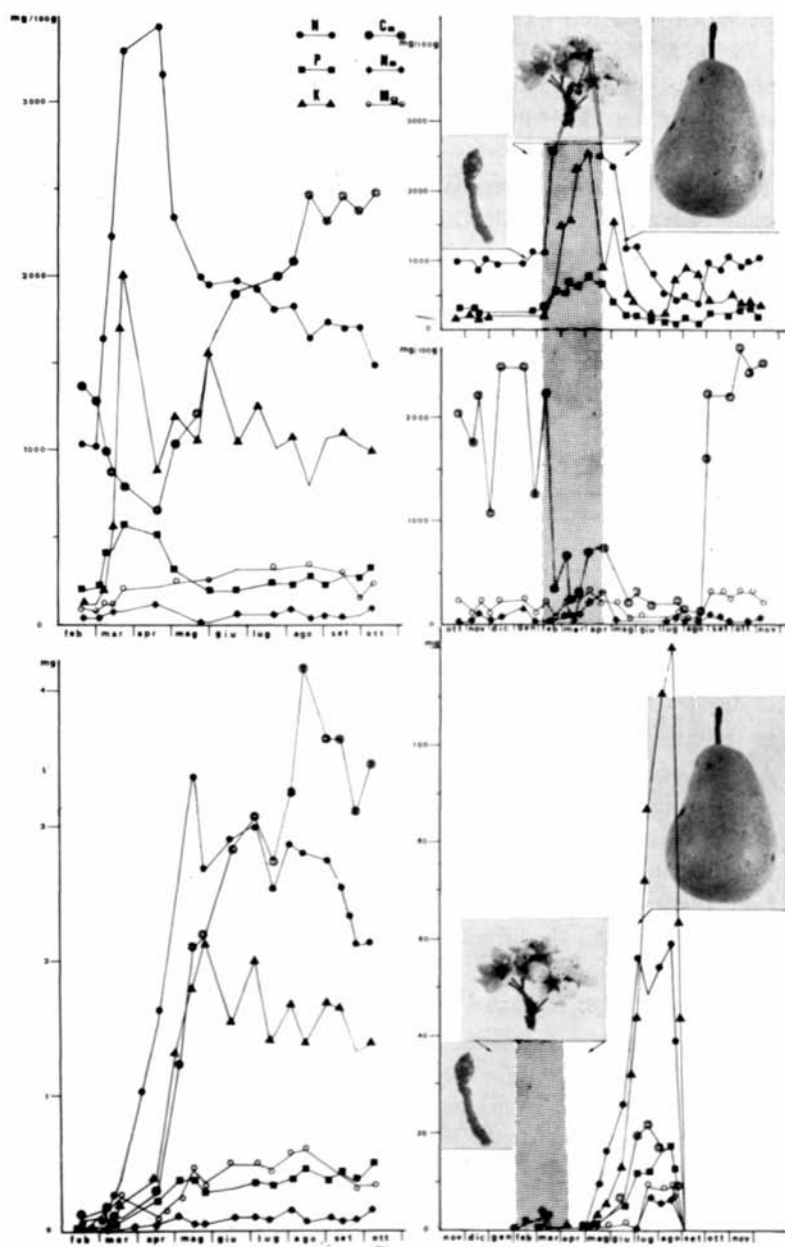 mg/100g
N Ca
P Na
K Mg
3000
2000
1000
0
feb mar apr mag giu lug ago set ott
mg/100g
3000
2000
1000
0
mg/100g
2000
1000
0
ott nov dic gen feb mar apr mag giu lug ago set ott nov
mg
4
3
2
1
0
feb mar apr mag giu lug ago set ott
mg
100
80
60
40
20
0
nov dic gen feb mar apr mag giu lug ago set ott nov